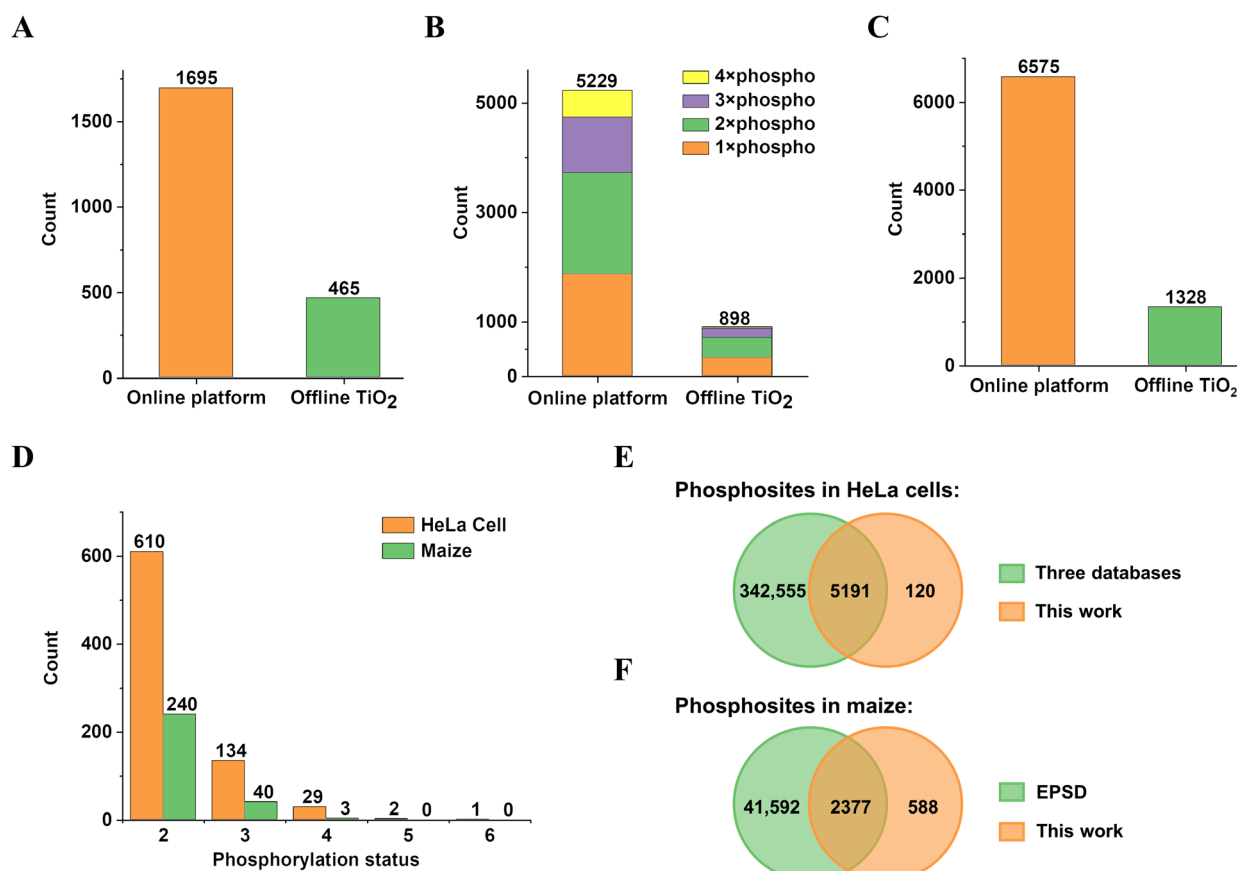 A
1695
1500
1000
500
0
Count
465
Online platform
Offline TiO2
B
5229
5000
3000
1000
0
Count
898
4×phospho
3×phospho
2×phospho
1×phospho
Online platform
Offline TiO2
C
6575
6000
4000
2000
0
Count
1328
Online platform
Offline TiO2
D
HeLa Cell
Maize
600
400
200
0
Count
610
240
134
40
29
3
2
0
1
0
2 3 4 5 6
Phosphorylation status
E
Phosphosites in HeLa cells:
342,555 5191 120
Three databases
This work
F
Phosphosites in maize:
41,592 2377 588
EPSD
This work